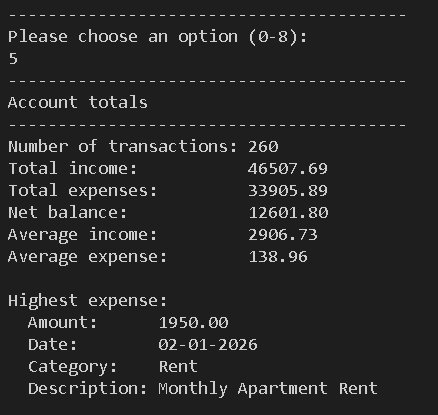 ----------------------------------------
Please choose an option (0-8):
5
----------------------------------------
Account totals
----------------------------------------
Number of transactions: 260
Total income:           46507.69
Total expenses:         33905.89
Net balance:            12601.80
Average income:         2906.73
Average expense:        138.96

Highest expense:
  Amount:      1950.00
  Date:        02-01-2026
  Category:    Rent
  Description: Monthly Apartment Rent